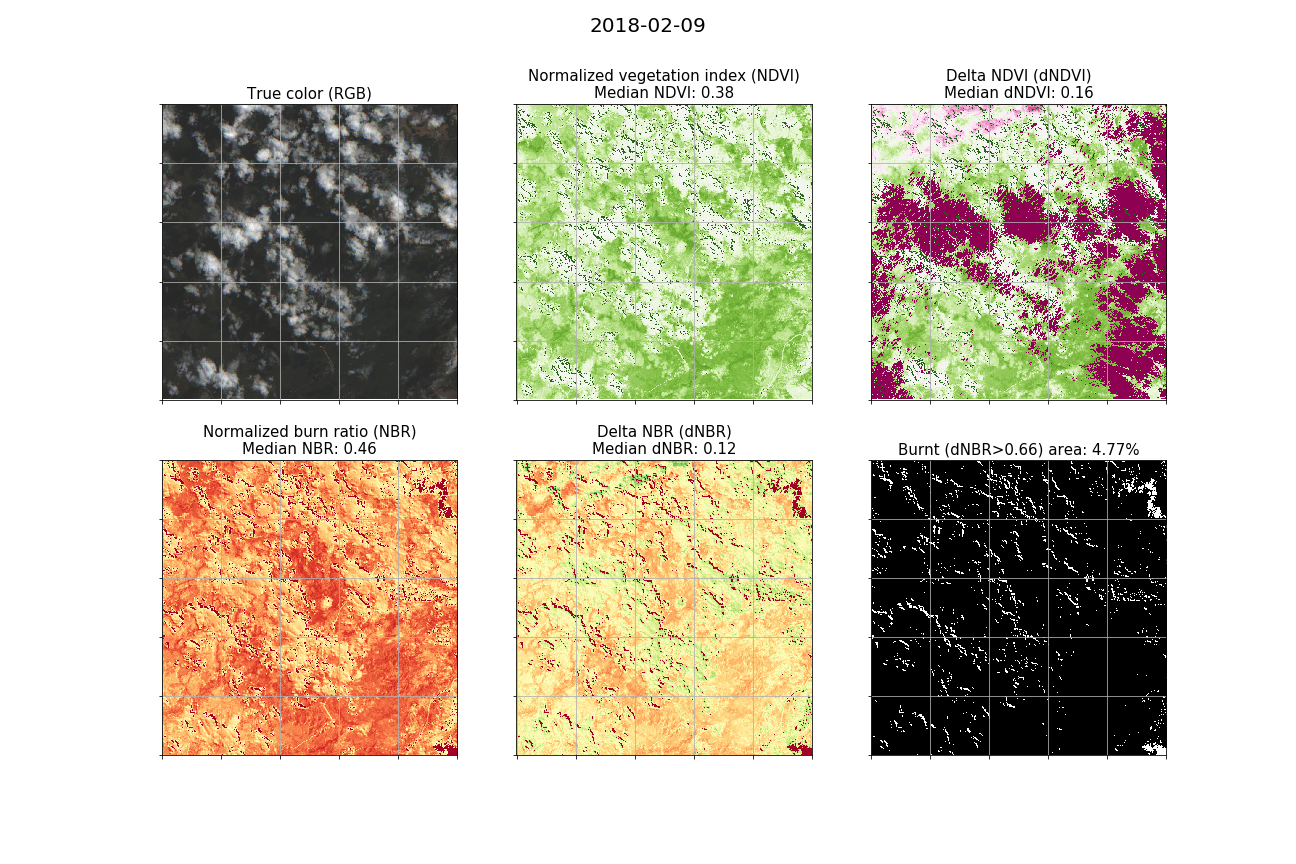 2018-02-09
True color (RGB)
Normalized vegetation index (NDVI)
Median NDVI: 0.38
Delta NDVI (dNDVI)
Median dNDVI: 0.16
Normalized burn ratio (NBR)
Median NBR: 0.46
Delta NBR (dNBR)
Median dNBR: 0.12
Burnt (dNBR>0.66) area: 4.77%